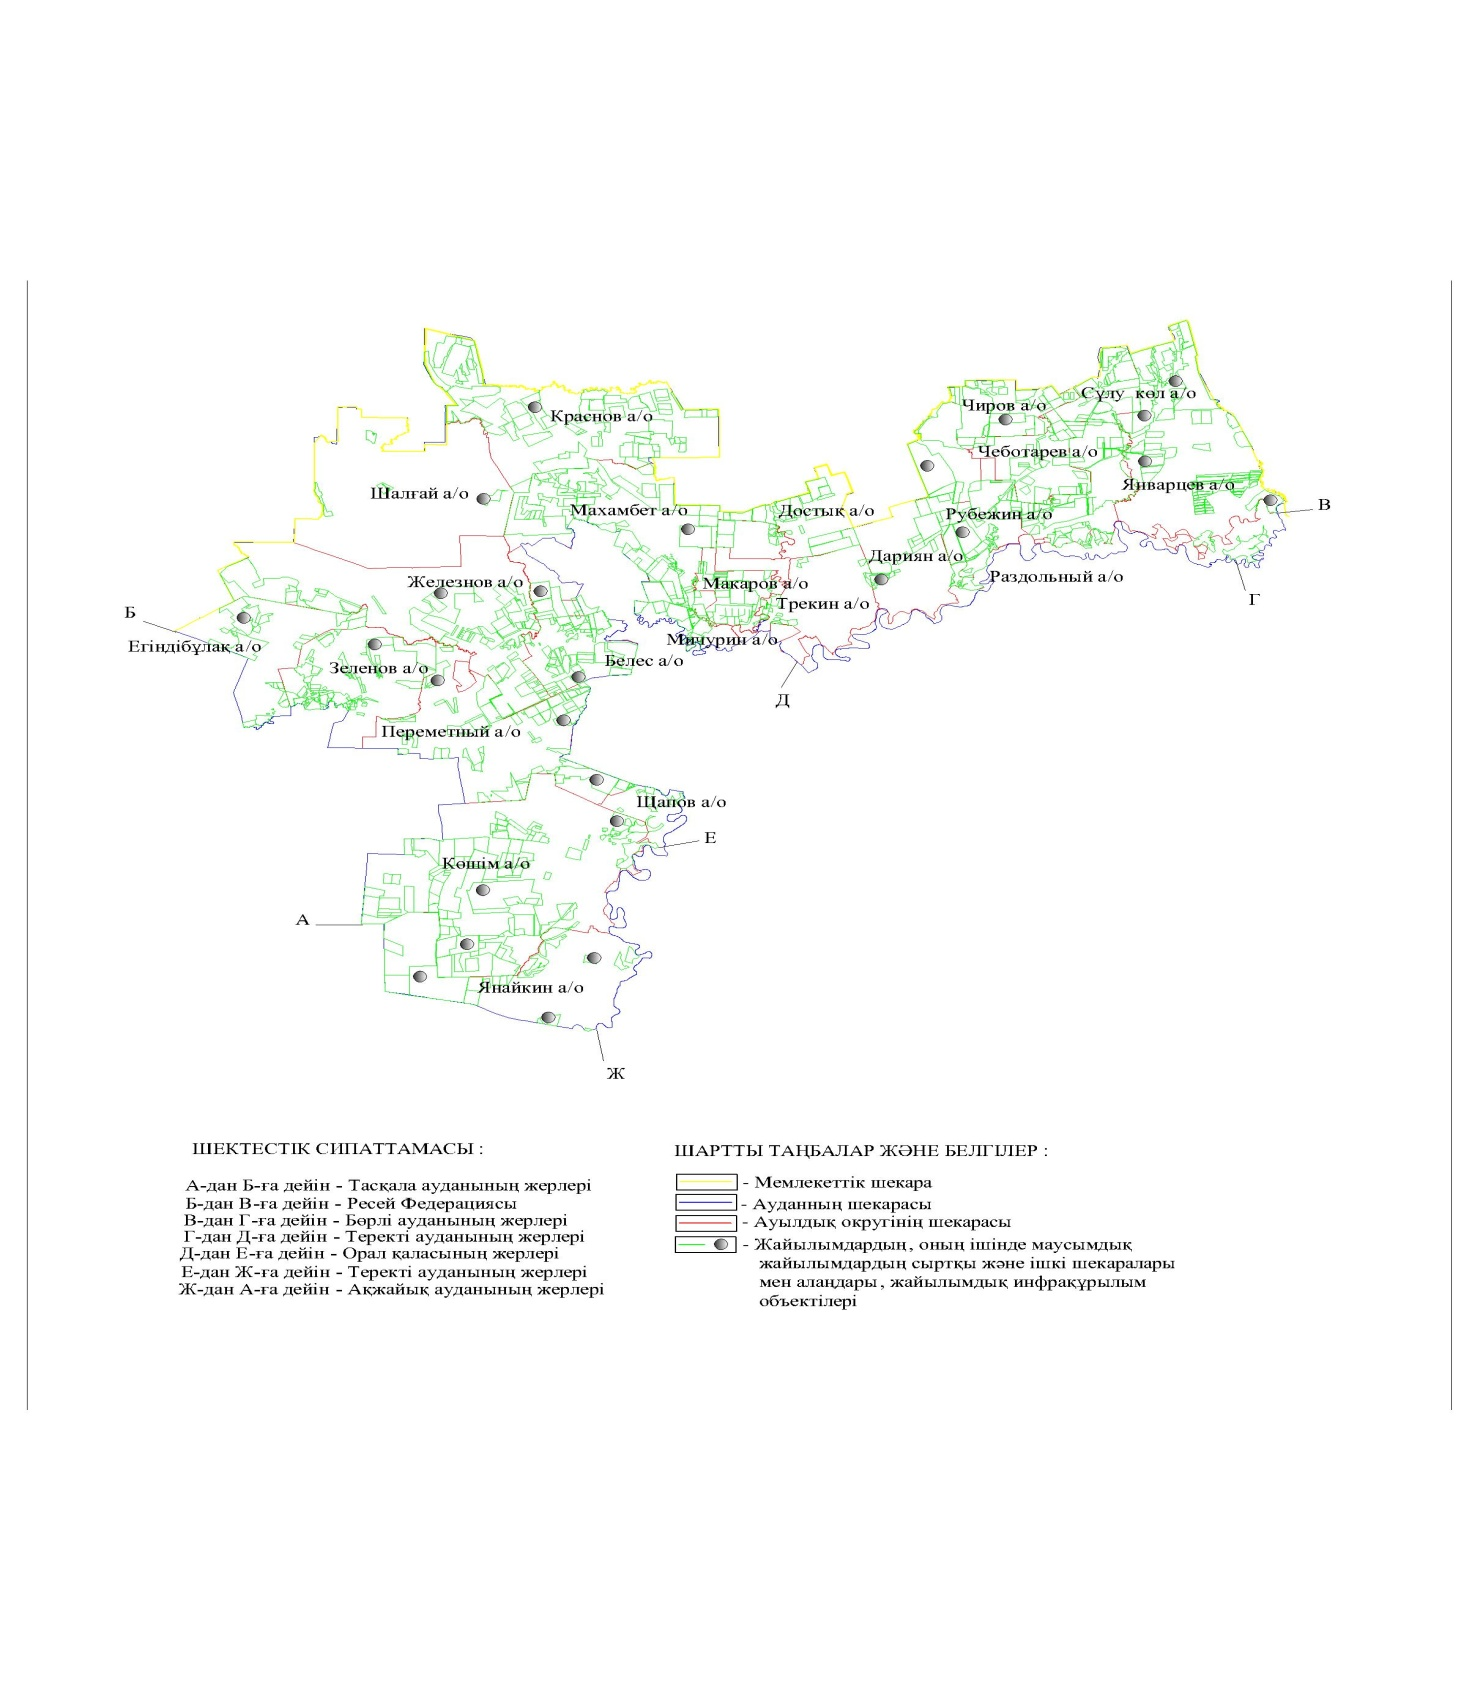 Краснов а/о
Чиров а/о
Сұлу көл а/о
Чеботарев а/о
Шалғай а/о
Январцев а/о
В
Махамбет а/о
Достық а/о
Рубежин а/о
Дариян а/о
Раздольный а/о
Железнов а/о
Макаров а/о
Трекин а/о
Г
Б
Егіндібұлақ а/о
Мичурин а/о
Зеленов а/о
Белес а/о
Д
Переметный а/о
Щапов а/о
Е
Көшім а/о
А
Янайкин а/о
Ж
ШЕКТЕСТІК СИПАТТАМАСЫ :
А-дан Б-ға дейін - Тасқала ауданының жерлері
Б-дан В-ға дейін - Ресей Федерациясы
В-дан Г-ға дейін - Бөрлі ауданының жерлері
Г-дан Д-ға дейін - Теректі ауданының жерлері
Д-дан Е-ға дейін - Орал қаласының жерлері
Е-дан Ж-ға дейін - Теректі ауданының жерлері
Ж-дан А-ға дейін - Ақжайық ауданының жерлері
ШАРТТЫ ТАҢБАЛАР ЖӘНЕ БЕЛГІЛЕР :
- Мемлекеттік шекара
- Ауданның шекарасы
- Ауылдық округінің шекарасы
- Жайылымдардың, оның ішінде маусымдық
жайылымдардың сыртқы және ішкі шекаралары
мен алаңдары, жайылымдық инфрақұрылым
объектілері